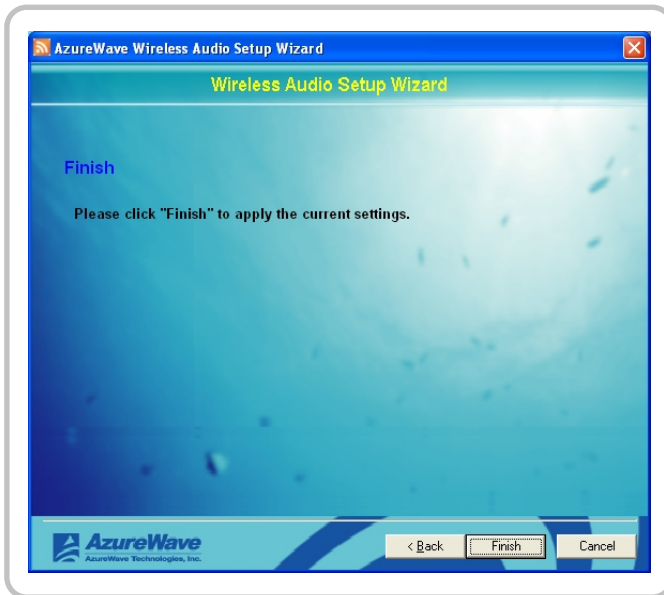 AzureWave Wireless Audio Setup Wizard
Wireless Audio Setup Wizard
Finish
Please click "Finish" to apply the current settings.
AzureWave
AzureWave Technologies, Inc.
< Back
Finish
Cancel